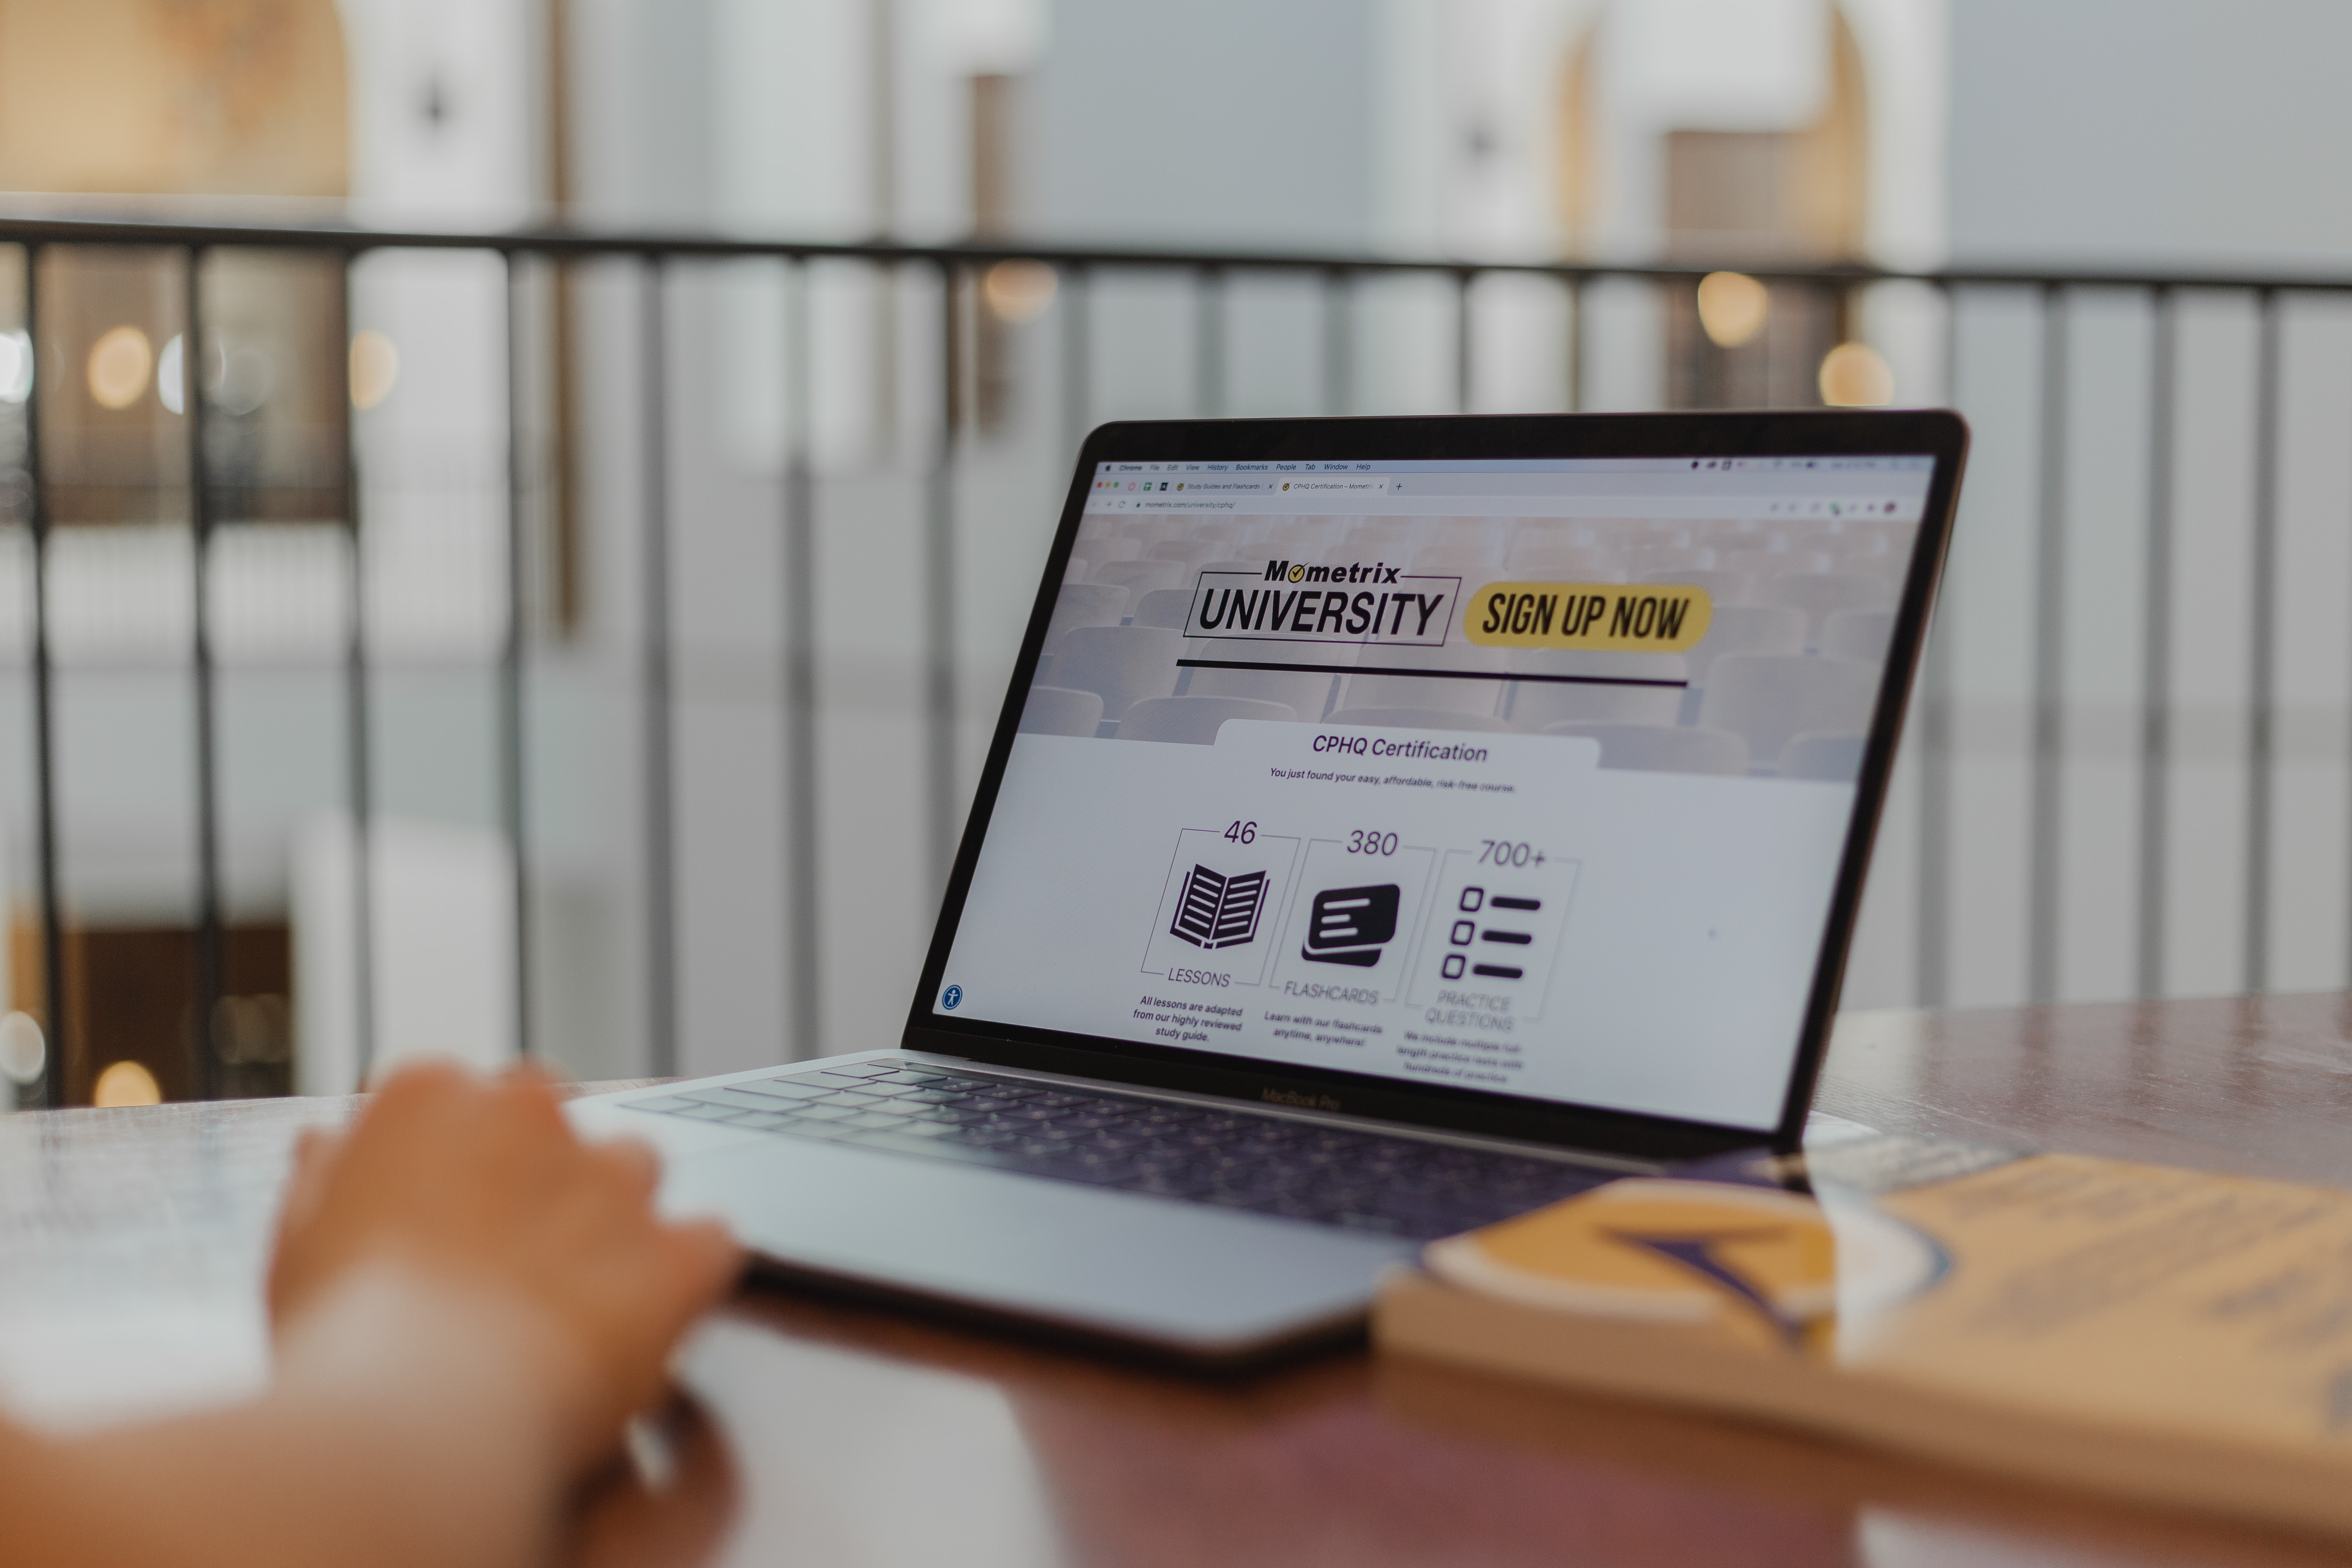 Chrome File Edit View History Bookmarks People Tab Window Help
Study Guides and Flashcards
CPHQ Certification – Mometrix
mometrix.com/university/cphq/
Mometrix
UNIVERSITY
SIGN UP NOW
CPHQ Certification
You just found your easy, affordable, risk-free course.
46
380
700+
LESSONS
FLASHCARDS
PRACTICE
QUESTIONS
All lessons are adapted
from our highly reviewed
study guide.
Learn with our flashcards
anytime, anywhere!
We include multiple full-
length practice tests with
hundreds of practice
MacBook Pro